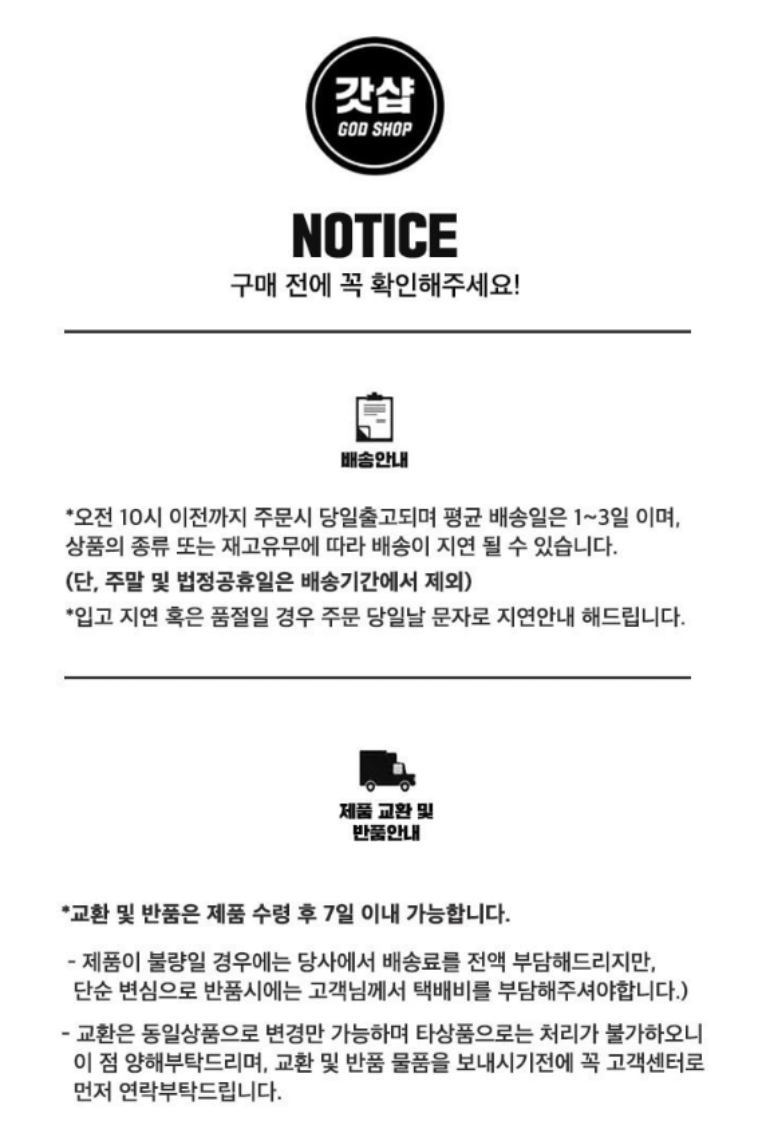 갓샵
GOD SHOP
NOTICE
구매 전에 꼭 확인해주세요!
배송안내
*오전 10시 이전까지 주문시 당일출고되며 평균 배송일은 1~3일 이며,
상품의 종류 또는 재고유무에 따라 배송이 지연 될 수 있습니다.
(단, 주말 및 법정공휴일은 배송기간에서 제외)
*입고 지연 혹은 품절일 경우 주문 당일날 문자로 지연안내 해드립니다.
제품 교환 및
반품안내
*교환 및 반품은 제품 수령 후 7일 이내 가능합니다.
- 제품이 불량일 경우에는 당사에서 배송료를 전액 부담해드리지만,
단순 변심으로 반품시에는 고객님께서 택배비를 부담해주셔야합니다.)
- 교환은 동일상품으로 변경만 가능하며 타상품으로는 처리가 불가하오니
이 점 양해부탁드리며, 교환 및 반품 물품을 보내시기전에 꼭 고객센터로
먼저 연락부탁드립니다.